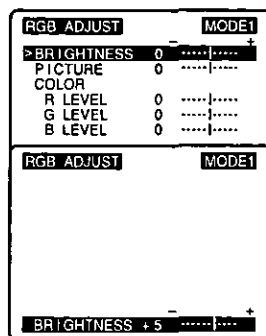 RGB ADJUST MODE1
- +
>BRIGHTNESS 0 -----|-----
PICTURE 0 -----|-----
COLOR
R LEVEL 0 -----|-----
G LEVEL 0 -----|-----
B LEVEL 0 -----|-----
RGB ADJUST MODE1
- +
BRIGHTNESS +5 -----|-----